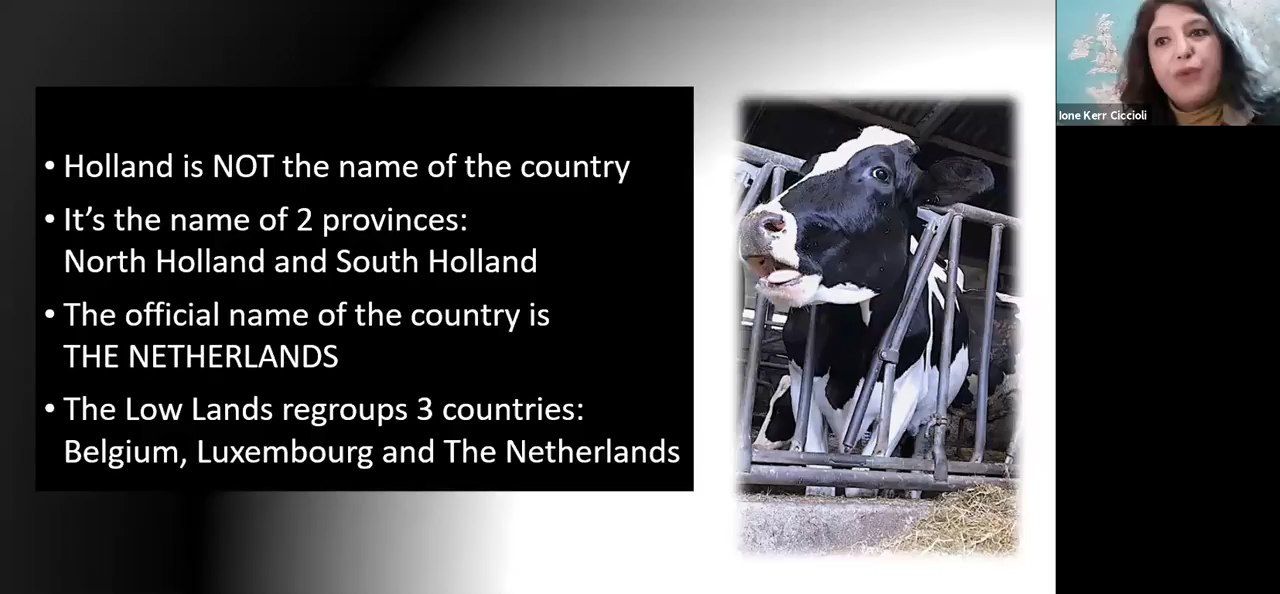 • Holland is NOT the name of the country
• It’s the name of 2 provinces:
North Holland and South Holland
• The official name of the country is
THE NETHERLANDS
• The Low Lands regroups 3 countries:
Belgium, Luxembourg and The Netherlands
Ione Kerr Ciccioli